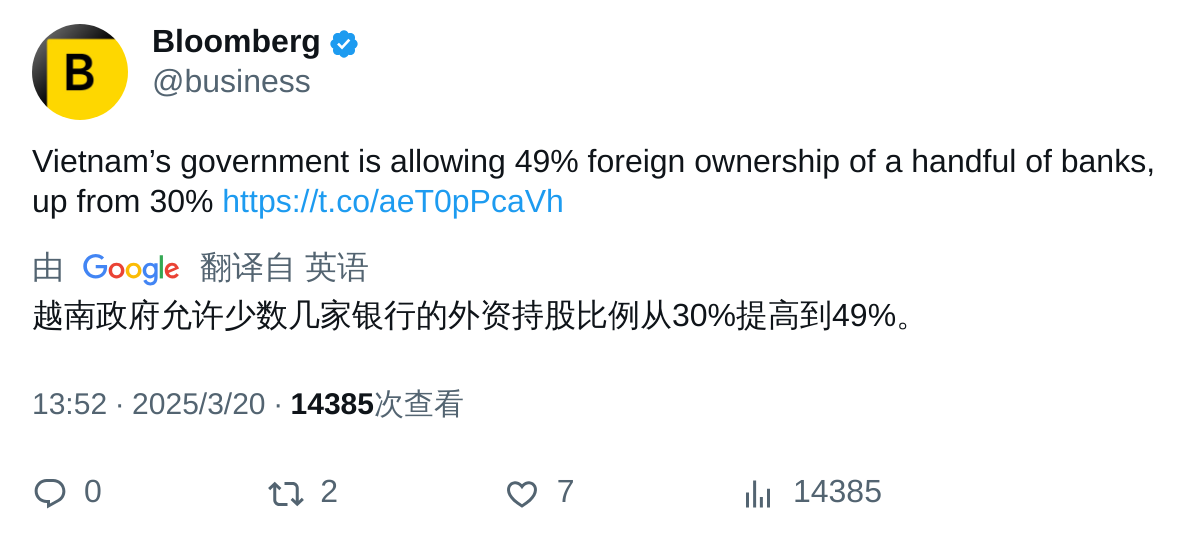 B
Bloomberg
@business
Vietnam’s government is allowing 49% foreign ownership of a handful of banks,
up from 30% https://t.co/aeT0pPcaVh
由 Google 翻译自 英语
越南政府允许少数几家银行的外资持股比例从30%提高到49%。
13:52 · 2025/3/20 · 14385次查看
0 2 7 14385